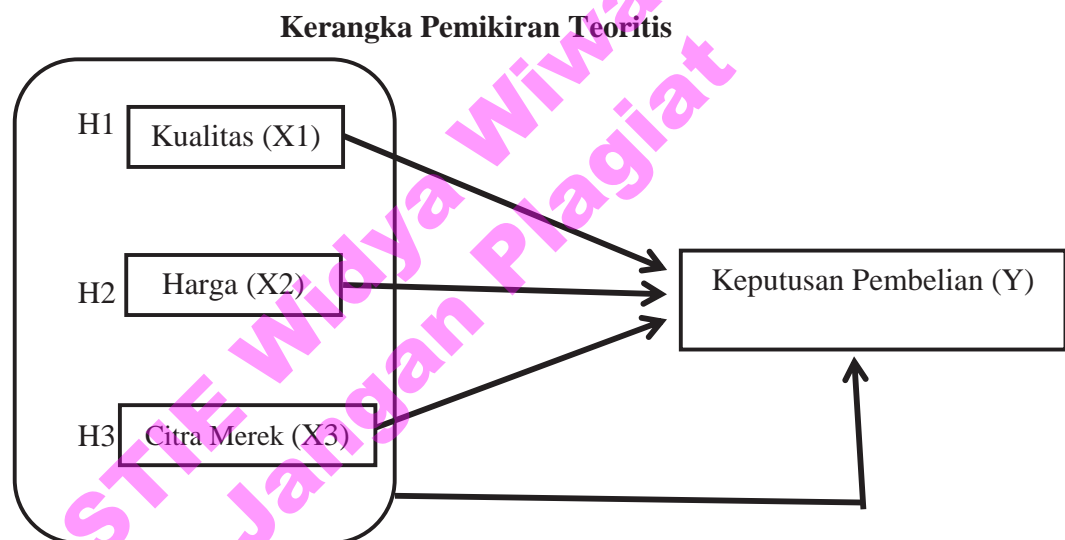 Kerangka Pemikiran Teoritis
H1
Kualitas (X1)
H2
Harga (X2)
Keputusan Pembelian (Y)
H3
Citra Merek (X3)
STIE Widya
Jangan Plagiat